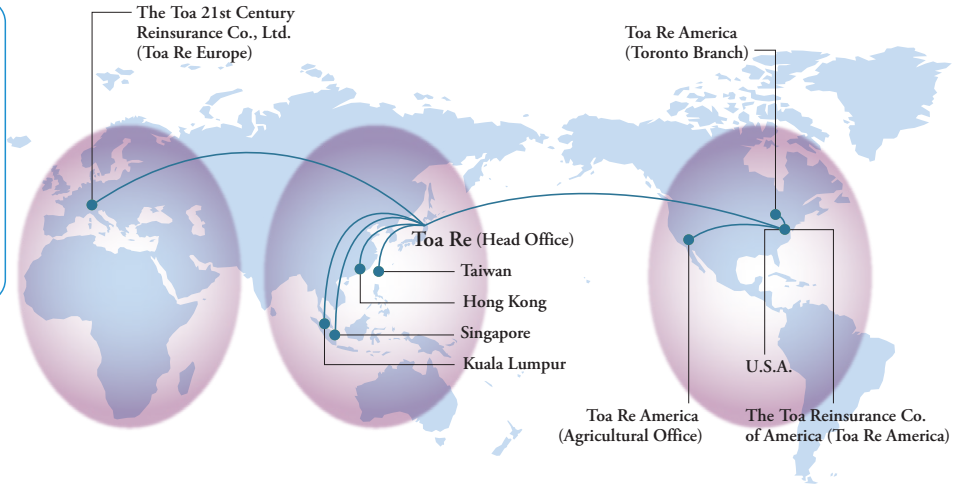 The Toa 21st Century
Reinsurance Co., Ltd.
(Toa Re Europe)
Toa Re America
(Toronto Branch)
Toa Re (Head Office)
Taiwan
Hong Kong
Singapore
Kuala Lumpur
U.S.A.
Toa Re America
(Agricultural Office)
The Toa Reinsurance Co.
of America (Toa Re America)